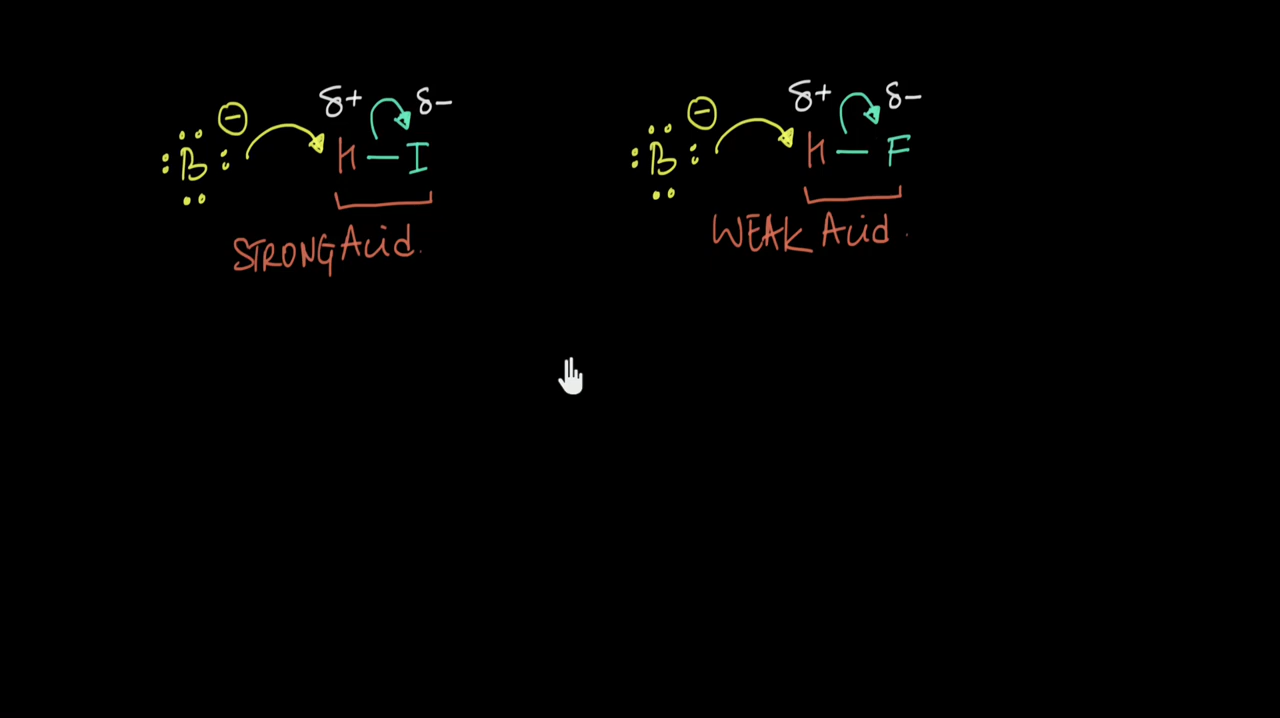 δ+ δ- δ+ δ-
:B: ⊖ H — I :B: ⊖ H — F
STRONG Acid. WEAK Acid.